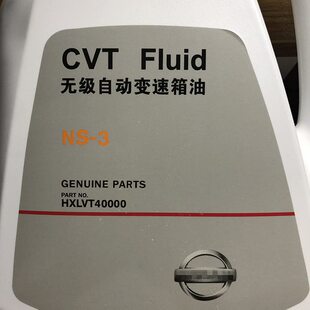 CVT Fluid
无级自动变速箱油
NS-3
GENUINE PARTS
PART NO.
HXLVT40000